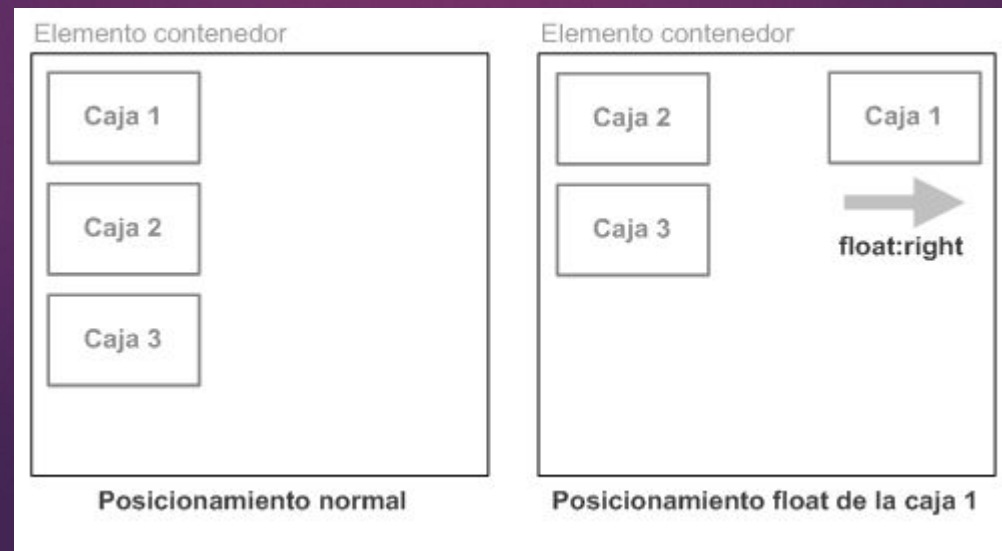 Elemento contenedor
Caja 1
Caja 2
Caja 3
Posicionamiento normal
Elemento contenedor
Caja 2
Caja 1
Caja 3
float:right
Posicionamiento float de la caja 1